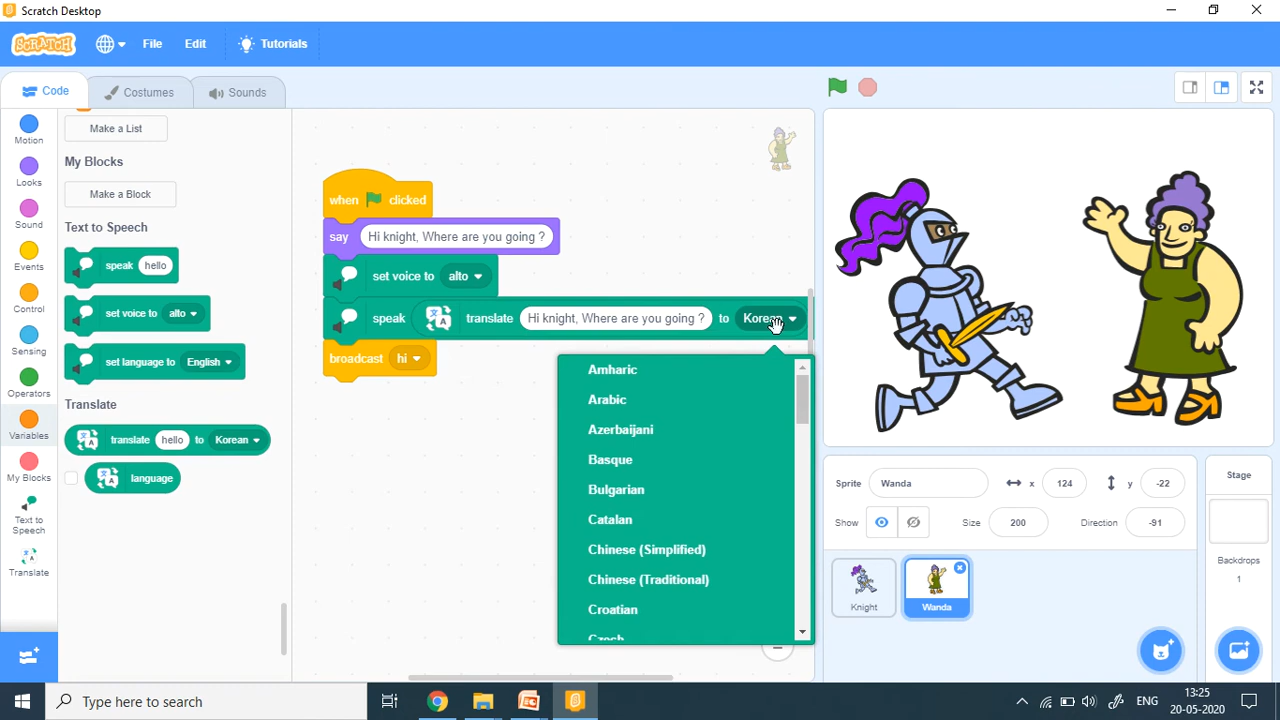 Scratch Desktop
SCRATCH File Edit Tutorials
Code Costumes Sounds
Motion
Looks
Sound
Events
Control
Sensing
Operators
Variables
My Blocks
Text to
Speech
Translate
Make a List
My Blocks
Make a Block
Text to Speech
speak hello
set voice to alto
set language to English
Translate
translate hello to Korean
language
when clicked
say Hi knight, Where are you going ?
set voice to alto
speak translate Hi knight, Where are you going ? to Korean
broadcast hi
Amharic
Arabic
Azerbaijani
Basque
Bulgarian
Catalan
Chinese (Simplified)
Chinese (Traditional)
Croatian
Czech
Sprite Wanda x 124 y -22
Show Size 200 Direction -91
Knight
Wanda
Stage
Backdrops
1
Type here to search
ENG
13:25
20-05-2020